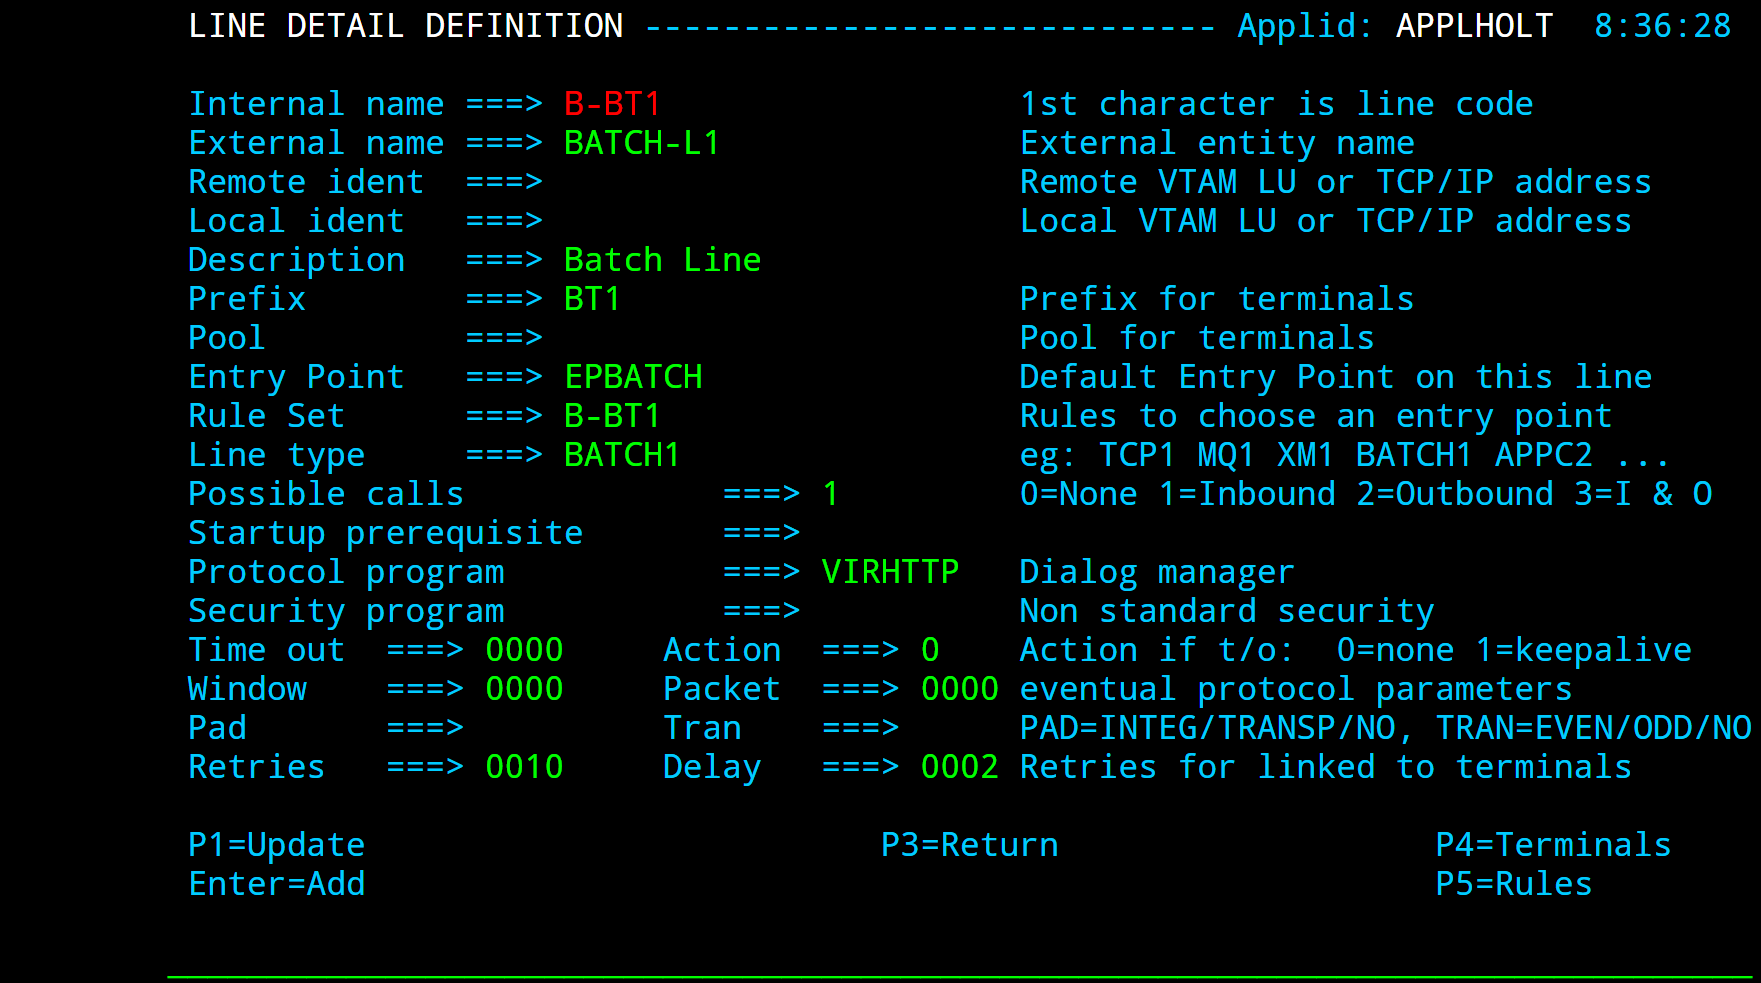 LINE DETAIL DEFINITION ----------------------------- Applid: APPLHOLT  8:36:28
Internal name ===> B-BT1 1st character is line code
External name ===> BATCH-L1 External entity name
Remote ident ===> Remote VTAM LU or TCP/IP address
Local ident ===> Local VTAM LU or TCP/IP address
Description ===> Batch Line
Prefix ===> BT1 Prefix for terminals
Pool ===> Pool for terminals
Entry Point ===> EPBATCH Default Entry Point on this line
Rule Set ===> B-BT1 Rules to choose an entry point
Line type ===> BATCH1 eg: TCP1 MQ1 XM1 BATCH1 APPC2 ...
Possible calls ===> 1 0=None 1=Inbound 2=Outbound 3=I & O
Startup prerequisite ===>
Protocol program ===> VIRHTTP Dialog manager
Security program ===> Non standard security
Time out ===> 0000 Action ===> 0 Action if t/o: 0=none 1=keepalive
Window ===> 0000 Packet ===> 0000 eventual protocol parameters
Pad ===> Tran ===> PAD=INTEG/TRANSP/NO, TRAN=EVEN/ODD/NO
Retries ===> 0010 Delay ===> 0002 Retries for linked to terminals
P1=Update P3=Return P4=Terminals
Enter=Add P5=Rules